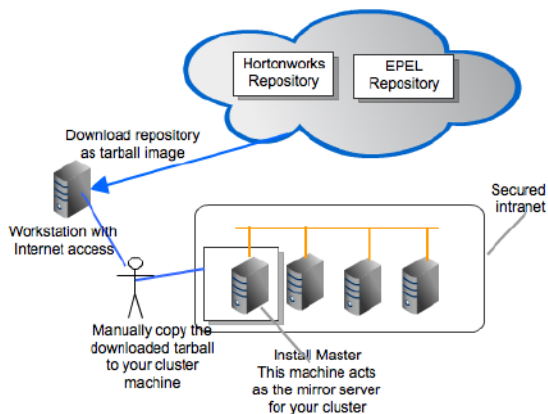 Hortonworks
Repository
EPEL
Repository
Download repository
as tarball image
Secured
intranet
Workstation with
Internet access
Manually copy the
downloaded tarball
to your cluster
machine
Install Master
This machine acts
as the mirror server
for your cluster